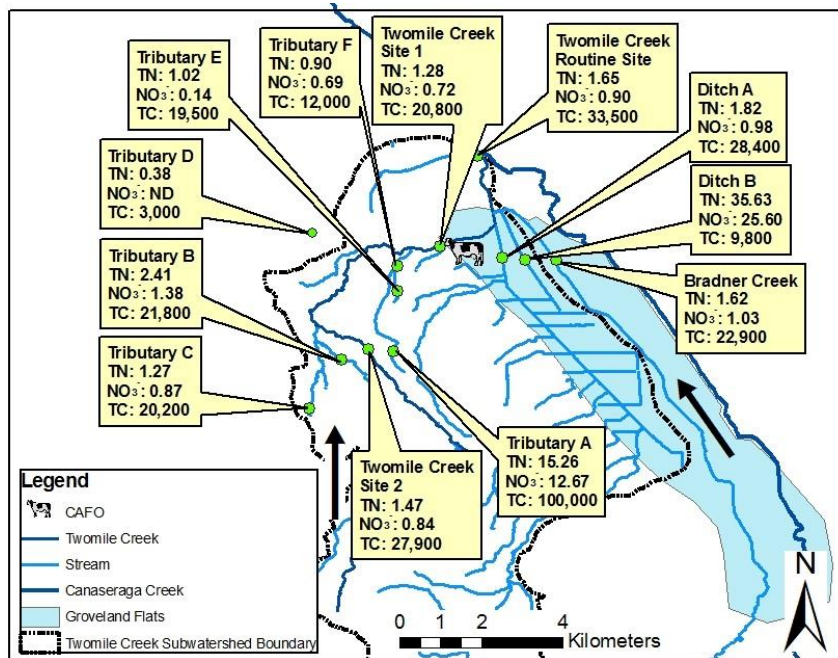 Tributary E
TN: 1.02
NO3-: 0.14
TC: 19,500
Tributary F
TN: 0.90
NO3-: 0.69
TC: 12,000
Twomile Creek
Site 1
TN: 1.28
NO3-: 0.72
TC: 20,800
Twomile Creek
Routine Site
TN: 1.65
NO3-: 0.90
TC: 33,500
Ditch A
TN: 1.82
NO3-: 0.98
TC: 28,400
Tributary D
TN: 0.38
NO3-: ND
TC: 3,000
Ditch B
TN: 35.63
NO3-: 25.60
TC: 9,800
Tributary B
TN: 2.41
NO3-: 1.38
TC: 21,800
Bradner Creek
TN: 1.62
NO3-: 1.03
TC: 22,900
Tributary C
TN: 1.27
NO3-: 0.87
TC: 20,200
Twomile Creek
Site 2
TN: 1.47
NO3-: 0.84
TC: 27,900
Tributary A
TN: 15.26
NO3-: 12.67
TC: 100,000
Legend
CAFO
Twomile Creek
Stream
Canaseraga Creek
Groveland Flats
Twomile Creek Subwatershed Boundary
0 1 2 4
Kilometers
N